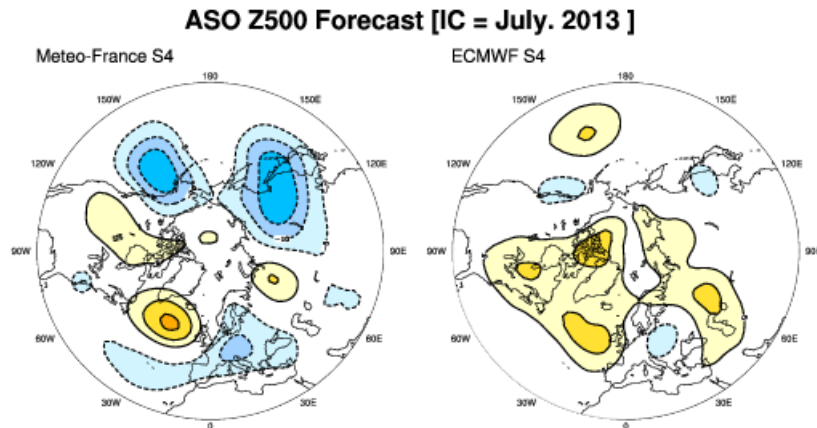 ASO Z500 Forecast [IC = July. 2013 ]
Meteo-France S4
ECMWF S4
180
150W
150E
120W
120E
90W
90E
60W
60E
30W
30E
0
180
150W
150E
120W
120E
90W
90E
60W
60E
30W
30E
0